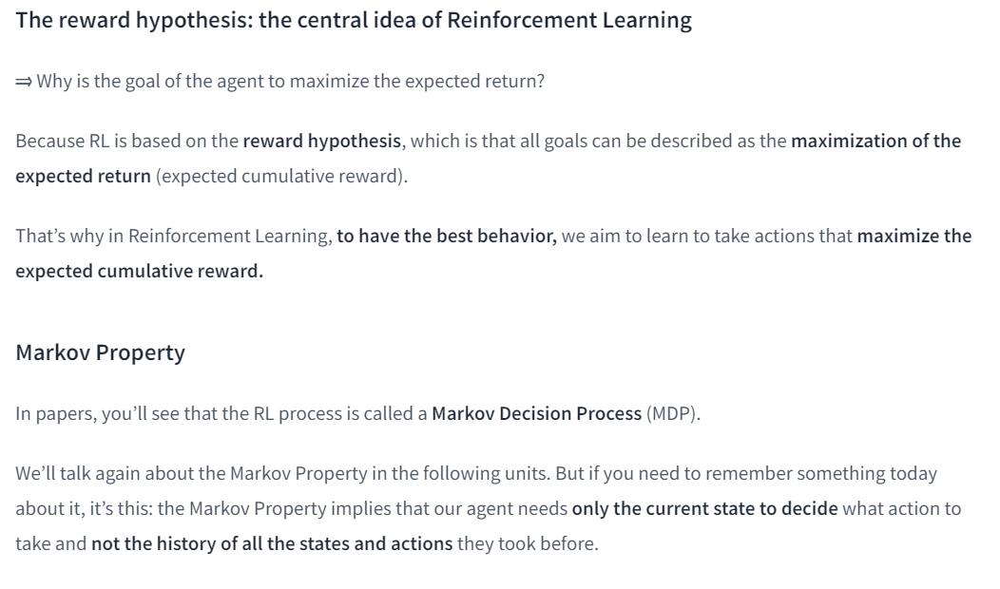 The reward hypothesis: the central idea of Reinforcement Learning
⇒ Why is the goal of the agent to maximize the expected return?
Because RL is based on the reward hypothesis, which is that all goals can be described as the maximization of the
expected return (expected cumulative reward).
That’s why in Reinforcement Learning, to have the best behavior, we aim to learn to take actions that maximize the
expected cumulative reward.
Markov Property
In papers, you’ll see that the RL process is called a Markov Decision Process (MDP).
We’ll talk again about the Markov Property in the following units. But if you need to remember something today
about it, it’s this: the Markov Property implies that our agent needs only the current state to decide what action to
take and not the history of all the states and actions they took before.